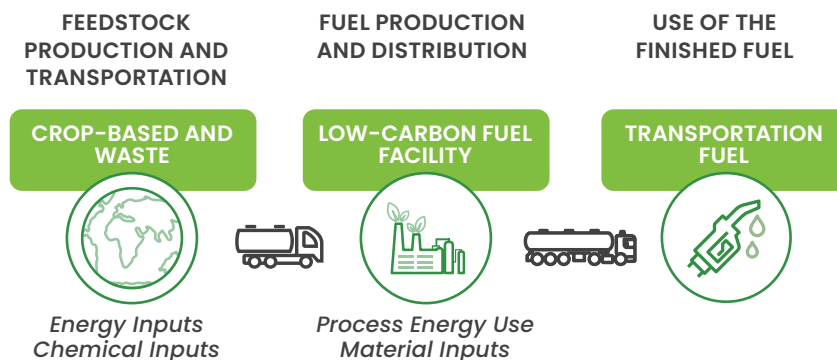 FEEDSTOCK
PRODUCTION AND
TRANSPORTATION
FUEL PRODUCTION
AND DISTRIBUTION
USE OF THE
FINISHED FUEL
CROP-BASED AND
WASTE
LOW-CARBON FUEL
FACILITY
TRANSPORTATION
FUEL
Energy Inputs
Chemical Inputs
Process Energy Use
Material Inputs